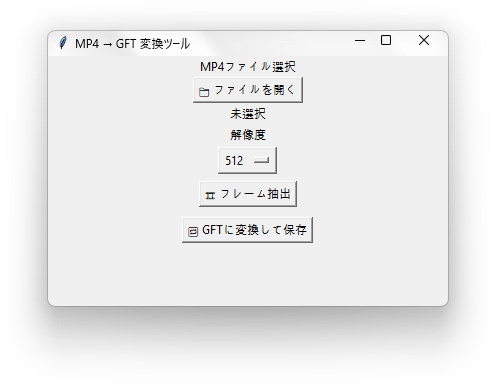 MP4 → GFT 変換ツール
MP4ファイル選択
ファイルを開く
未選択
解像度
512
フレーム抽出
GFTに変換して保存